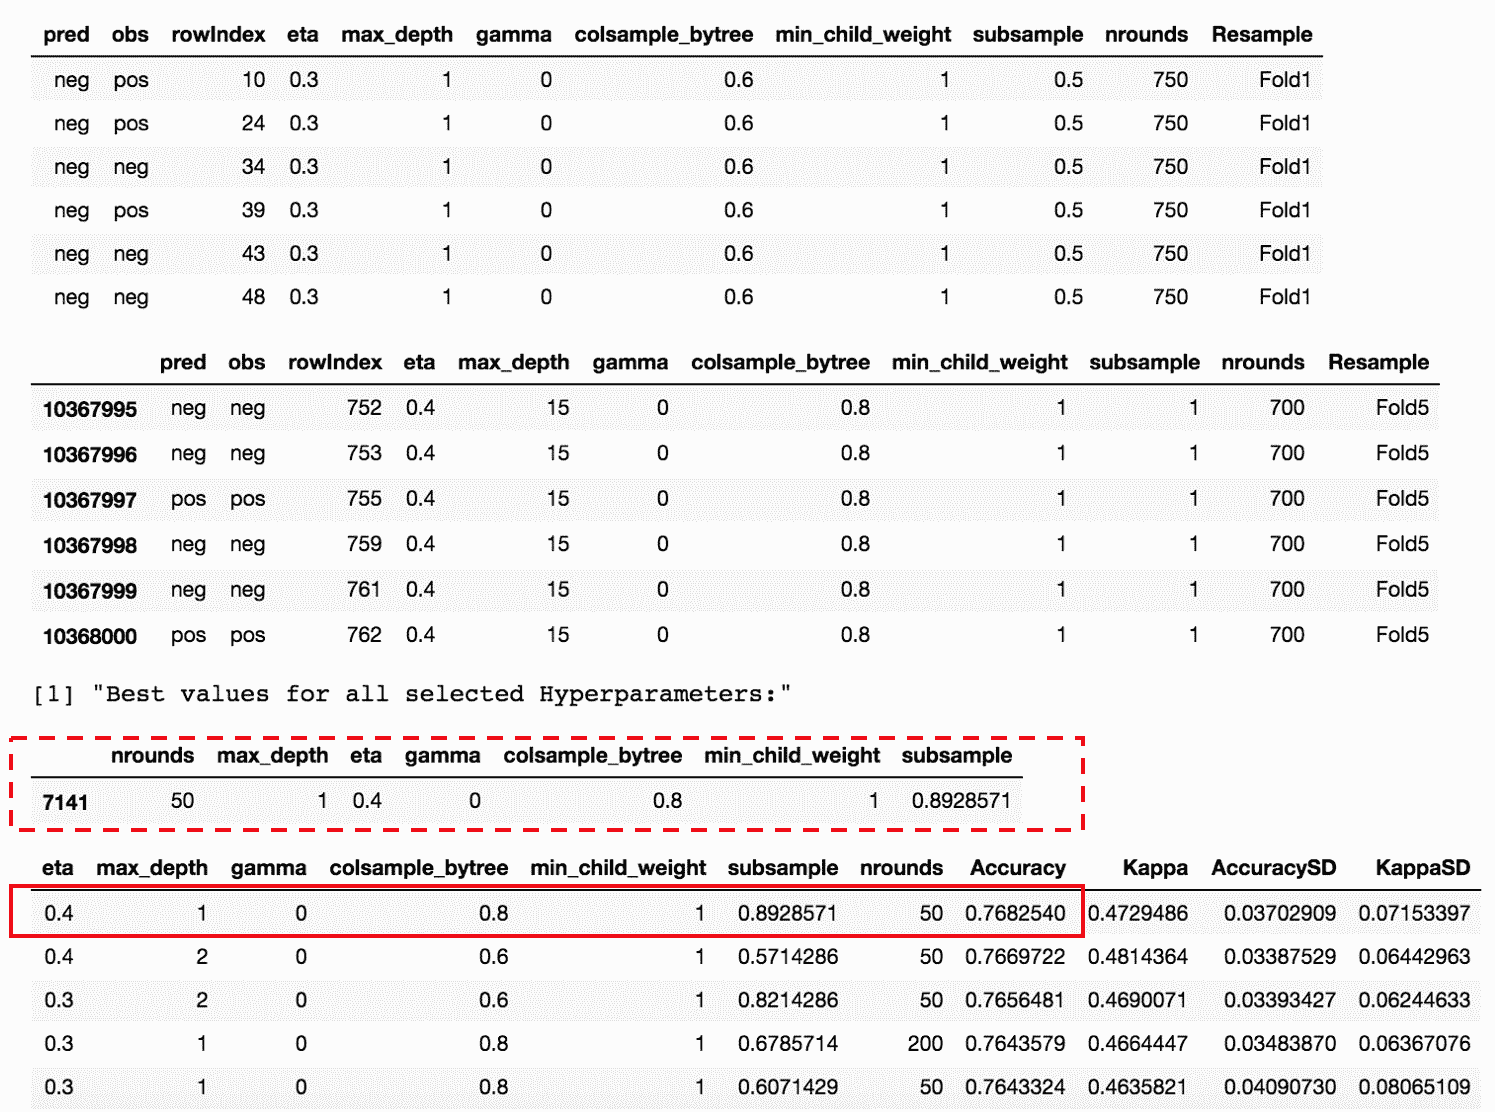 pred obs rowIndex eta max_depth gamma colsample_bytree min_child_weight subsample nrounds Resample
neg pos 10 0.3 1 0 0.6 1 0.5 750 Fold1
neg pos 24 0.3 1 0 0.6 1 0.5 750 Fold1
neg neg 34 0.3 1 0 0.6 1 0.5 750 Fold1
neg pos 39 0.3 1 0 0.6 1 0.5 750 Fold1
neg neg 43 0.3 1 0 0.6 1 0.5 750 Fold1
neg neg 48 0.3 1 0 0.6 1 0.5 750 Fold1
pred obs rowIndex eta max_depth gamma colsample_bytree min_child_weight subsample nrounds Resample
10367995 neg neg 752 0.4 15 0 0.8 1 1 700 Fold5
10367996 neg neg 753 0.4 15 0 0.8 1 1 700 Fold5
10367997 pos pos 755 0.4 15 0 0.8 1 1 700 Fold5
10367998 neg neg 759 0.4 15 0 0.8 1 1 700 Fold5
10367999 neg neg 761 0.4 15 0 0.8 1 1 700 Fold5
10368000 pos pos 762 0.4 15 0 0.8 1 1 700 Fold5
[1] "Best values for all selected Hyperparameters:"
nrounds max_depth eta gamma colsample_bytree min_child_weight subsample
7141 50 1 0.4 0 0.8 1 0.8928571
eta max_depth gamma colsample_bytree min_child_weight subsample nrounds Accuracy Kappa AccuracySD KappaSD
0.4 1 0 0.8 1 0.8928571 50 0.7682540 0.4729486 0.03702909 0.07153397
0.4 2 0 0.6 1 0.5714286 50 0.7669722 0.4814364 0.03387529 0.06442963
0.3 2 0 0.6 1 0.8214286 50 0.7656481 0.4690071 0.03393427 0.06244633
0.3 1 0 0.8 1 0.6785714 200 0.7643579 0.4664447 0.03483870 0.06367076
0.3 1 0 0.8 1 0.6071429 50 0.7643324 0.4635821 0.04090730 0.08065109